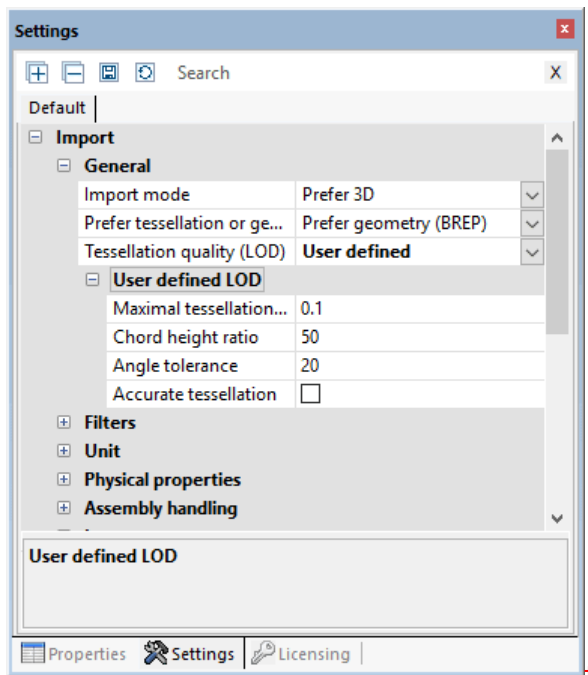 Settings
Search X
Default
Import
General
Import mode Prefer 3D
Prefer tessellation or ge... Prefer geometry (BREP)
Tessellation quality (LOD) User defined
User defined LOD
Maximal tessellation... 0.1
Chord height ratio 50
Angle tolerance 20
Accurate tessellation
Filters
Unit
Physical properties
Assembly handling
User defined LOD
Properties Settings Licensing